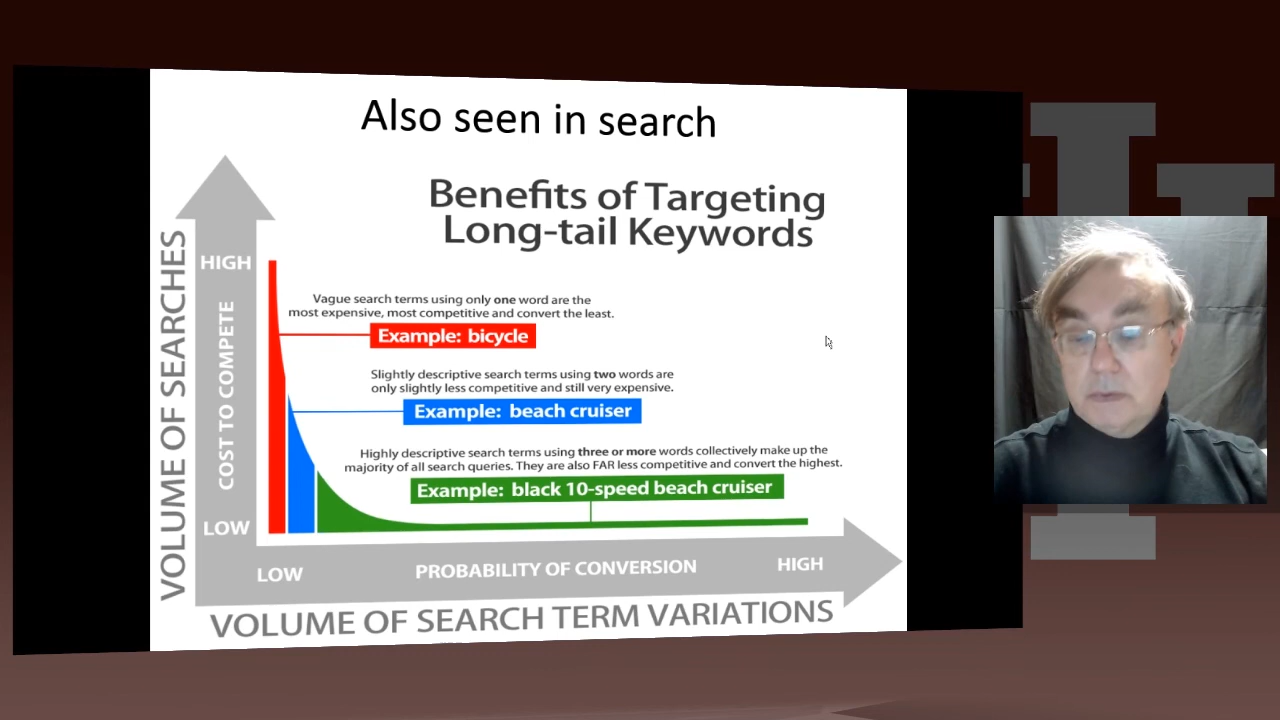 Also seen in search
Benefits of Targeting
Long-tail Keywords
VOLUME OF SEARCHES
COST TO COMPETE
HIGH
LOW
Vague search terms using only one word are the
most expensive, most competitive and convert the least.
Example: bicycle
Slightly descriptive search terms using two words are
only slightly less competitive and still very expensive.
Example: beach cruiser
Highly descriptive search terms using three or more words collectively make up the
majority of all search queries. They are also FAR less competitive and convert the highest.
Example: black 10-speed beach cruiser
LOW
PROBABILITY OF CONVERSION
HIGH
VOLUME OF SEARCH TERM VARIATIONS